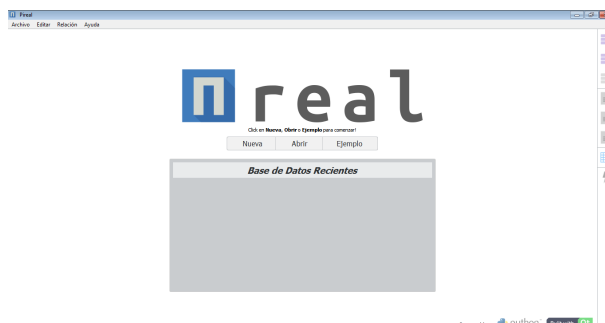 Pireal
Archivo Editar Relación Ayuda
real
Click en Nueva, Abrir o Ejemplo para comenzar!
Nueva Abrir Ejemplo
Base de Datos Recientes
python